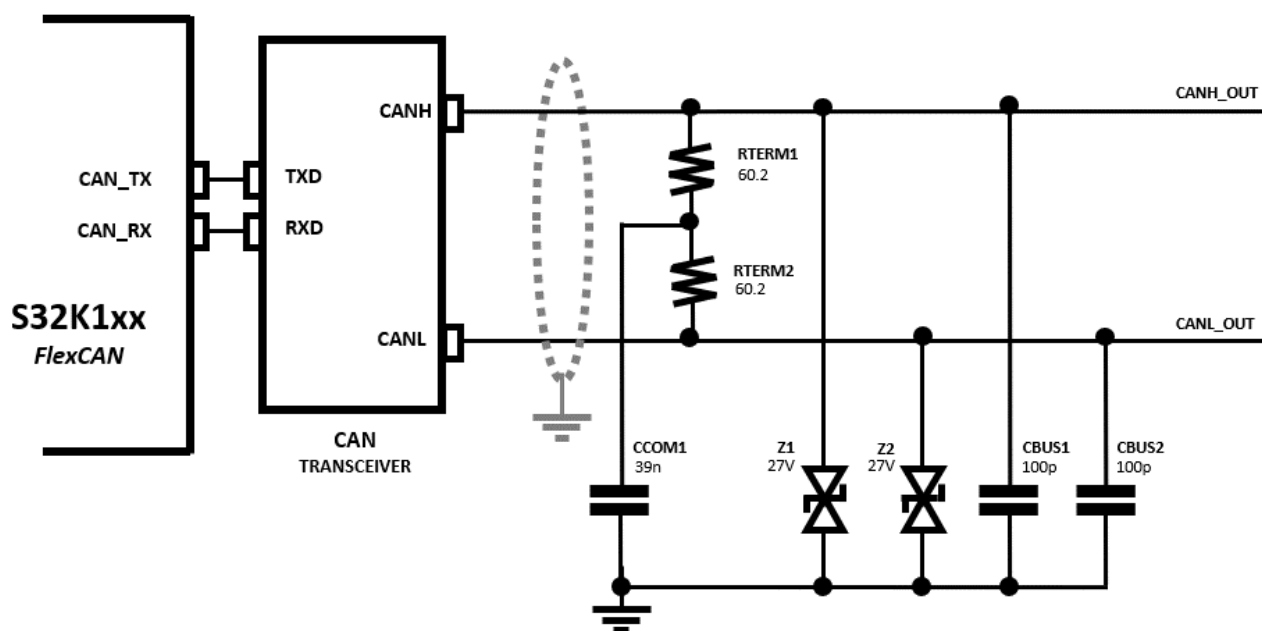 CANH_OUT
CANH
RTERM1
60.2
CAN_TX
TXD
CAN_RX
RXD
RTERM2
60.2
S32K1xx
FlexCAN
CANL
CANL_OUT
CAN
TRANSCEIVER
CCOM1
39n
Z1
27V
Z2
27V
CBUS1
100p
CBUS2
100p